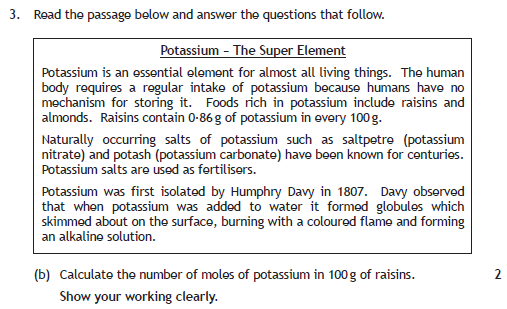 3. Read the passage below and answer the questions that follow.
Potassium – The Super Element
Potassium is an essential element for almost all living things. The human
body requires a regular intake of potassium because humans have no
mechanism for storing it. Foods rich in potassium include raisins and
almonds. Raisins contain 0·86 g of potassium in every 100 g.
Naturally occurring salts of potassium such as saltpetre (potassium
nitrate) and potash (potassium carbonate) have been known for centuries.
Potassium salts are used as fertilisers.
Potassium was first isolated by Humphry Davy in 1807. Davy observed
that when potassium was added to water it formed globules which
skimmed about on the surface, burning with a coloured flame and forming
an alkaline solution.
(b) Calculate the number of moles of potassium in 100 g of raisins. 2
Show your working clearly.